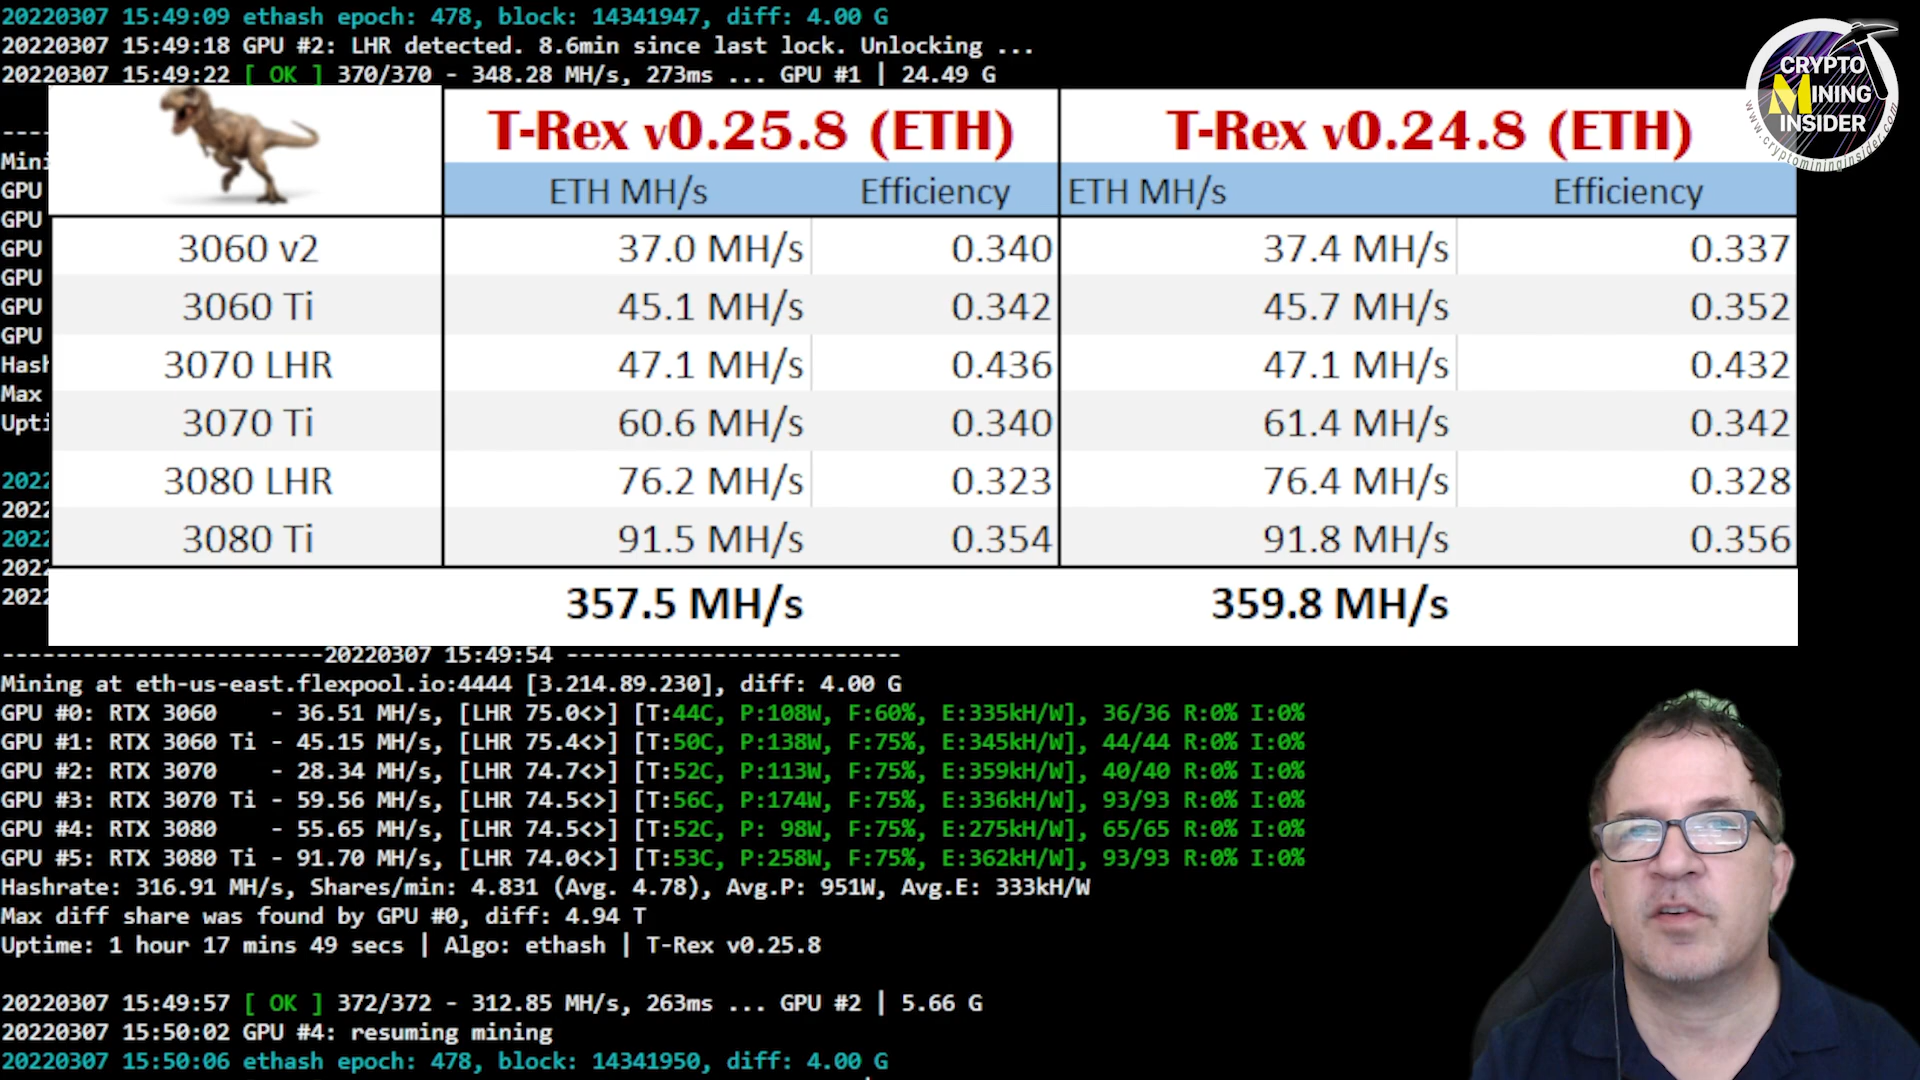 20220307 15:49:09 ethash epoch: 478, block: 14341947, diff: 4.00 G
20220307 15:49:18 GPU #2: LHR detected. 8.6min since last lock. Unlocking ...
20220307 15:49:22 [ OK ] 370/370 - 348.28 MH/s, 273ms ... GPU #1 | 24.49 G
CRYPTO
MINING
INSIDER
www.cryptomininginsider.com
T-Rex v0.25.8 (ETH) T-Rex v0.24.8 (ETH)
ETH MH/s Efficiency ETH MH/s Efficiency
3060 v2 37.0 MH/s 0.340 37.4 MH/s 0.337
3060 Ti 45.1 MH/s 0.342 45.7 MH/s 0.352
3070 LHR 47.1 MH/s 0.436 47.1 MH/s 0.432
3070 Ti 60.6 MH/s 0.340 61.4 MH/s 0.342
3080 LHR 76.2 MH/s 0.323 76.4 MH/s 0.328
3080 Ti 91.5 MH/s 0.354 91.8 MH/s 0.356
357.5 MH/s 359.8 MH/s
----
Mini
GPU
GPU
GPU
GPU
GPU
GPU
Hash
Max
Upti
2022
2022
2022
2022
2022
------------------------20220307 15:49:54 -------------------------
Mining at eth-us-east.flexpool.io:4444 [3.214.89.230], diff: 4.00 G
GPU #0: RTX 3060    - 36.51 MH/s, [LHR 75.0<>] [T:44C, P:108W, F:60%, E:335kH/W], 36/36 R:0% I:0%
GPU #1: RTX 3060 Ti - 45.15 MH/s, [LHR 75.4<>] [T:50C, P:138W, F:75%, E:345kH/W], 44/44 R:0% I:0%
GPU #2: RTX 3070    - 28.34 MH/s, [LHR 74.7<>] [T:52C, P:113W, F:75%, E:359kH/W], 40/40 R:0% I:0%
GPU #3: RTX 3070 Ti - 59.56 MH/s, [LHR 74.5<>] [T:56C, P:174W, F:75%, E:336kH/W], 93/93 R:0% I:0%
GPU #4: RTX 3080    - 55.65 MH/s, [LHR 74.5<>] [T:52C, P: 98W, F:75%, E:275kH/W], 65/65 R:0% I:0%
GPU #5: RTX 3080 Ti - 91.70 MH/s, [LHR 74.0<>] [T:53C, P:258W, F:75%, E:362kH/W], 93/93 R:0% I:0%
Hashrate: 316.91 MH/s, Shares/min: 4.831 (Avg. 4.78), Avg.P: 951W, Avg.E: 333kH/W
Max diff share was found by GPU #0, diff: 4.94 T
Uptime: 1 hour 17 mins 49 secs | Algo: ethash | T-Rex v0.25.8
20220307 15:49:57 [ OK ] 372/372 - 312.85 MH/s, 263ms ... GPU #2 | 5.66 G
20220307 15:50:02 GPU #4: resuming mining
20220307 15:50:06 ethash epoch: 478, block: 14341950, diff: 4.00 G